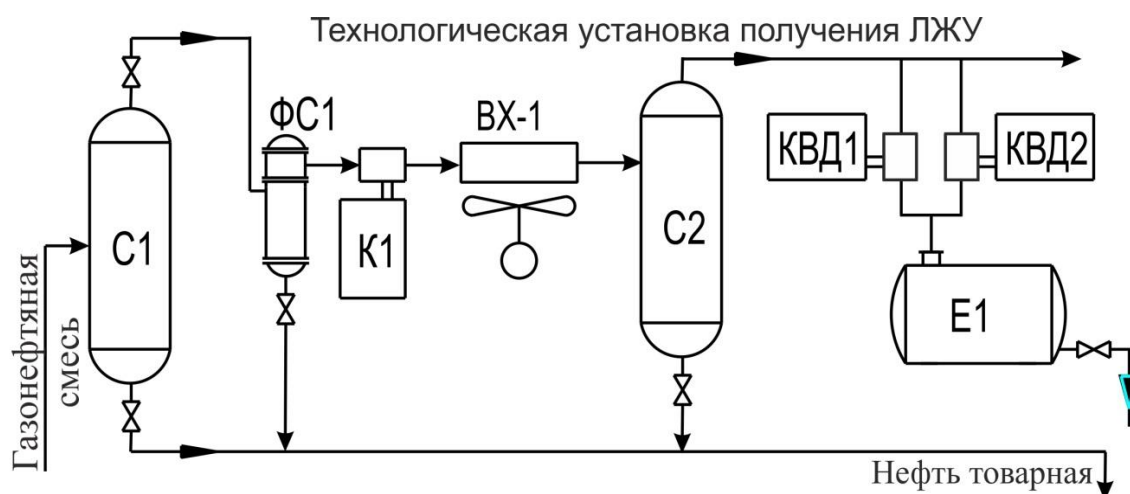 Технологическая установка получения ЛЖУ
ФС1
ВХ-1
КВД1
КВД2
С1
К1
С2
Е1
Газонефтяная
смесь
Нефть товарная